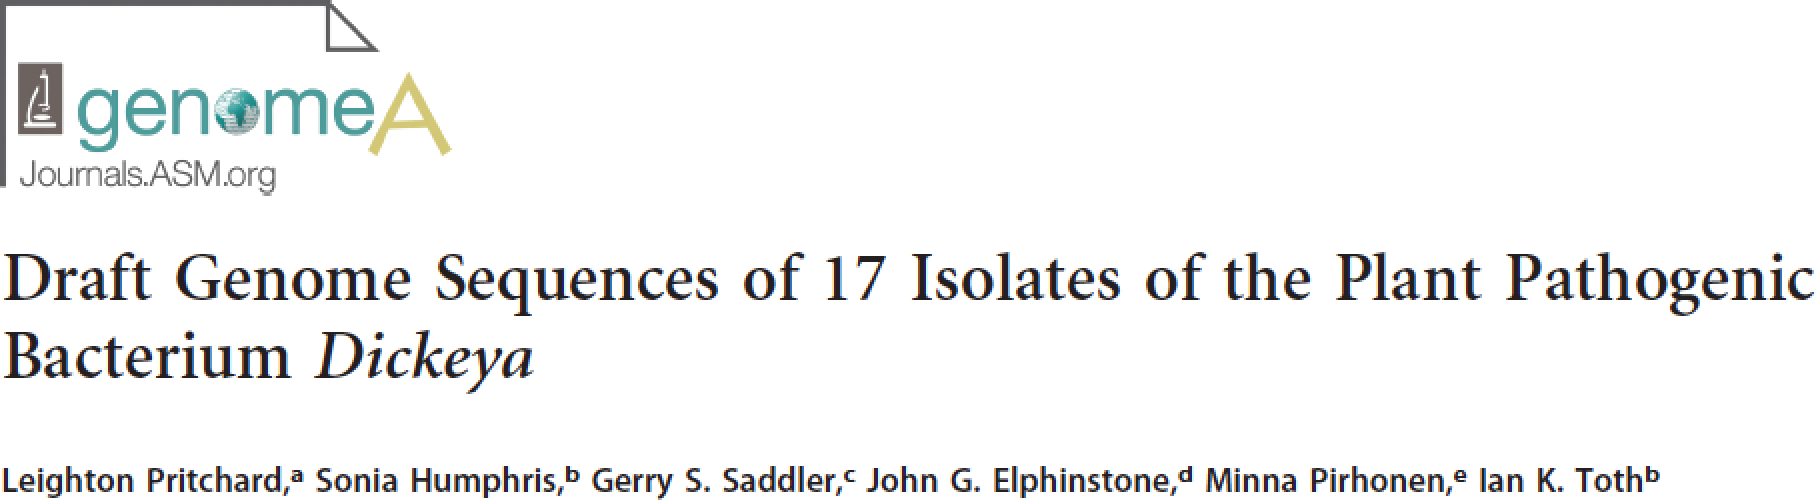 genomeA
Journals.ASM.org
Draft Genome Sequences of 17 Isolates of the Plant Pathogenic
Bacterium Dickeya
Leighton Pritchard,ᵃ Sonia Humphris,ᵇ Gerry S. Saddler,ᶜ John G. Elphinstone,ᵈ Minna Pirhonen,ᵉ Ian K. Tothᵇ